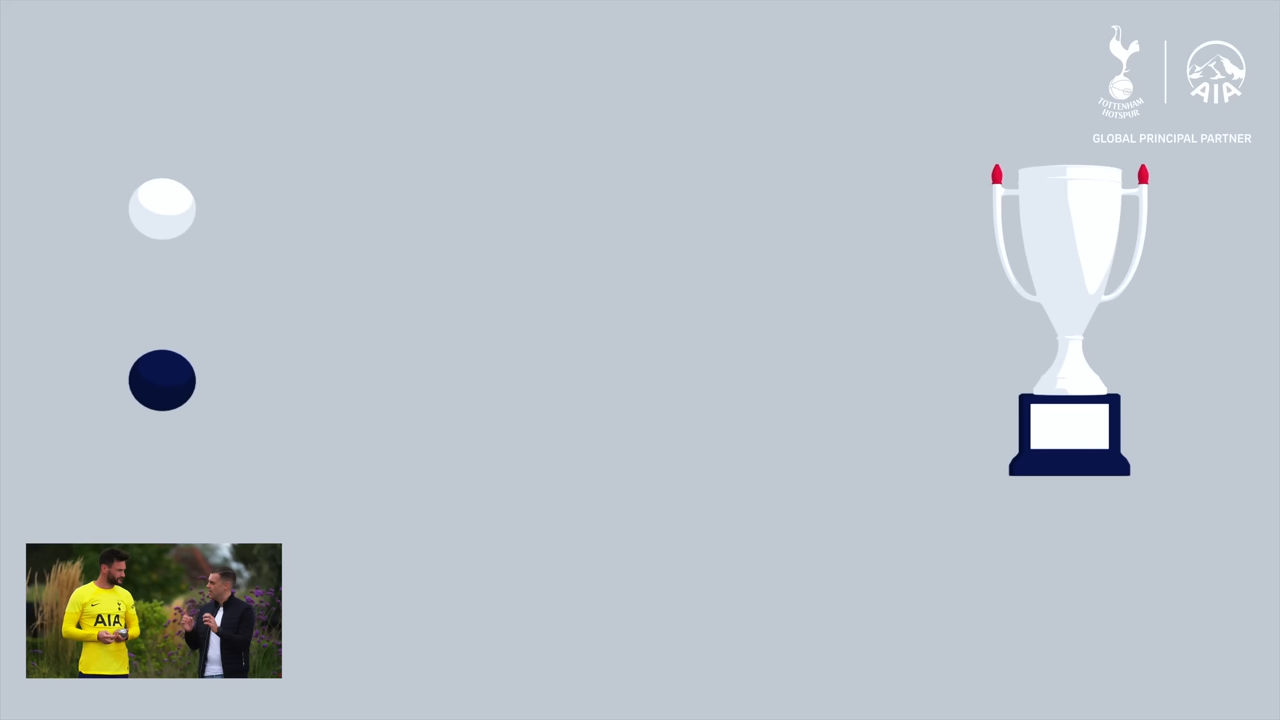 TOTTENHAM
HOTSPUR
AIA
GLOBAL PRINCIPAL PARTNER
AIA